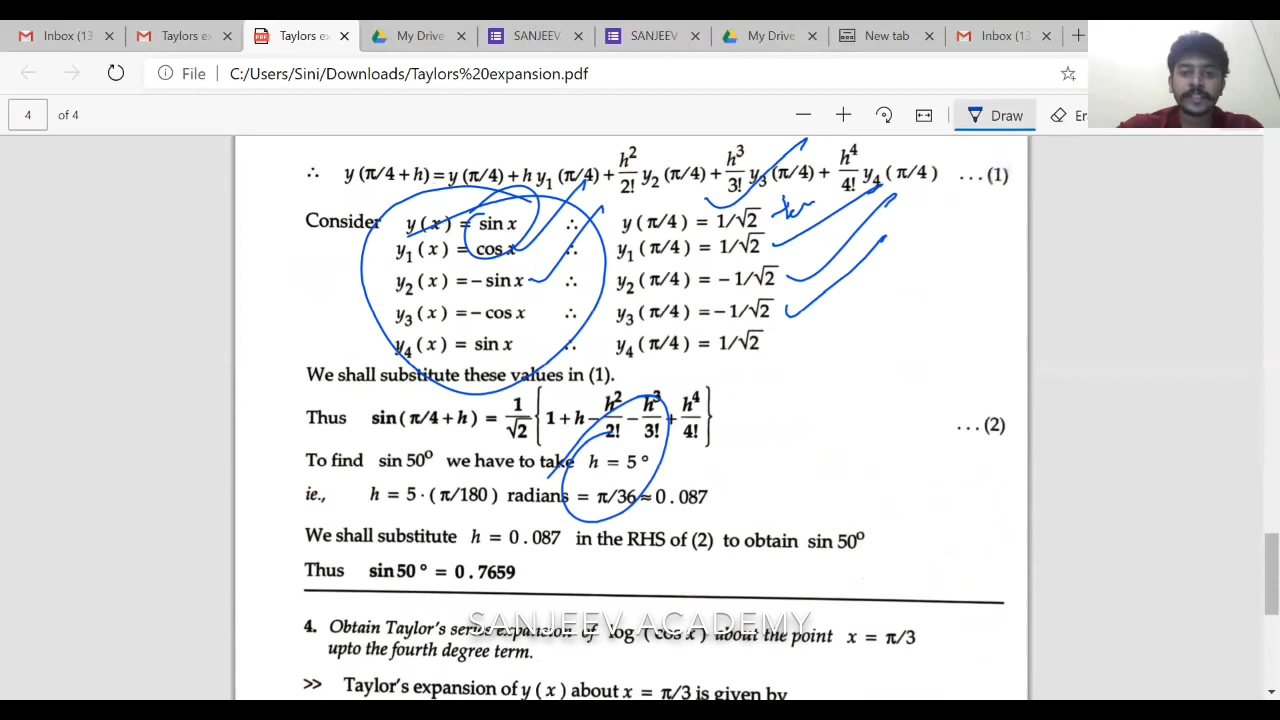 Inbox (13 Taylors ex Taylors ex My Drive SANJEEV SANJEEV My Drive New tab Inbox (13
File C:/Users/Sini/Downloads/Taylors%20expansion.pdf
4 of 4 Draw Er
∴ y (π/4 + h) = y (π/4) + h y₁ (π/4) + h²/2! y₂ (π/4) + h³/3! y₃ (π/4) + h⁴/4! y₄ (π/4) ...(1)
Consider y(x) = sin x ∴ y (π/4) = 1/√2
y₁ (x) = cos x ∴ y₁ (π/4) = 1/√2
y₂ (x) = – sin x ∴ y₂ (π/4) = – 1/√2
y₃ (x) = – cos x ∴ y₃ (π/4) = – 1/√2
y₄ (x) = sin x ∴ y₄ (π/4) = 1/√2
We shall substitute these values in (1).
Thus sin(π/4 + h) = 1/√2 {1 + h – h²/2! – h³/3! + h⁴/4!} ...(2)
To find sin 50⁰ we have to take h = 5°
ie., h = 5·(π/180) radians = π/36 ≈ 0.087
We shall substitute h = 0.087 in the RHS of (2) to obtain sin 50⁰
Thus sin 50° = 0.7659
SANJEEV ACADEMY
4. Obtain Taylor's series expansion of log (cos x) about the point x = π/3
upto the fourth degree term.
>> Taylor's expansion of y (x) about x = π/3 is given by